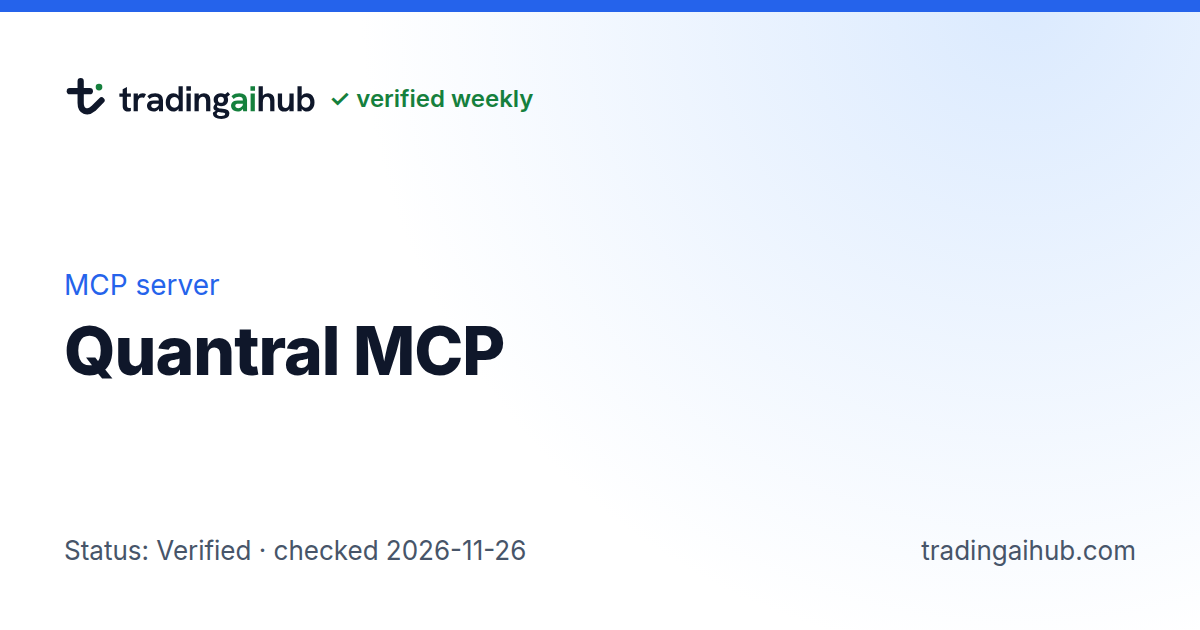 tradingaihub ✓ verified weekly
MCP server
Quantral MCP
Status: Verified · checked 2026-11-26
tradingaihub.com